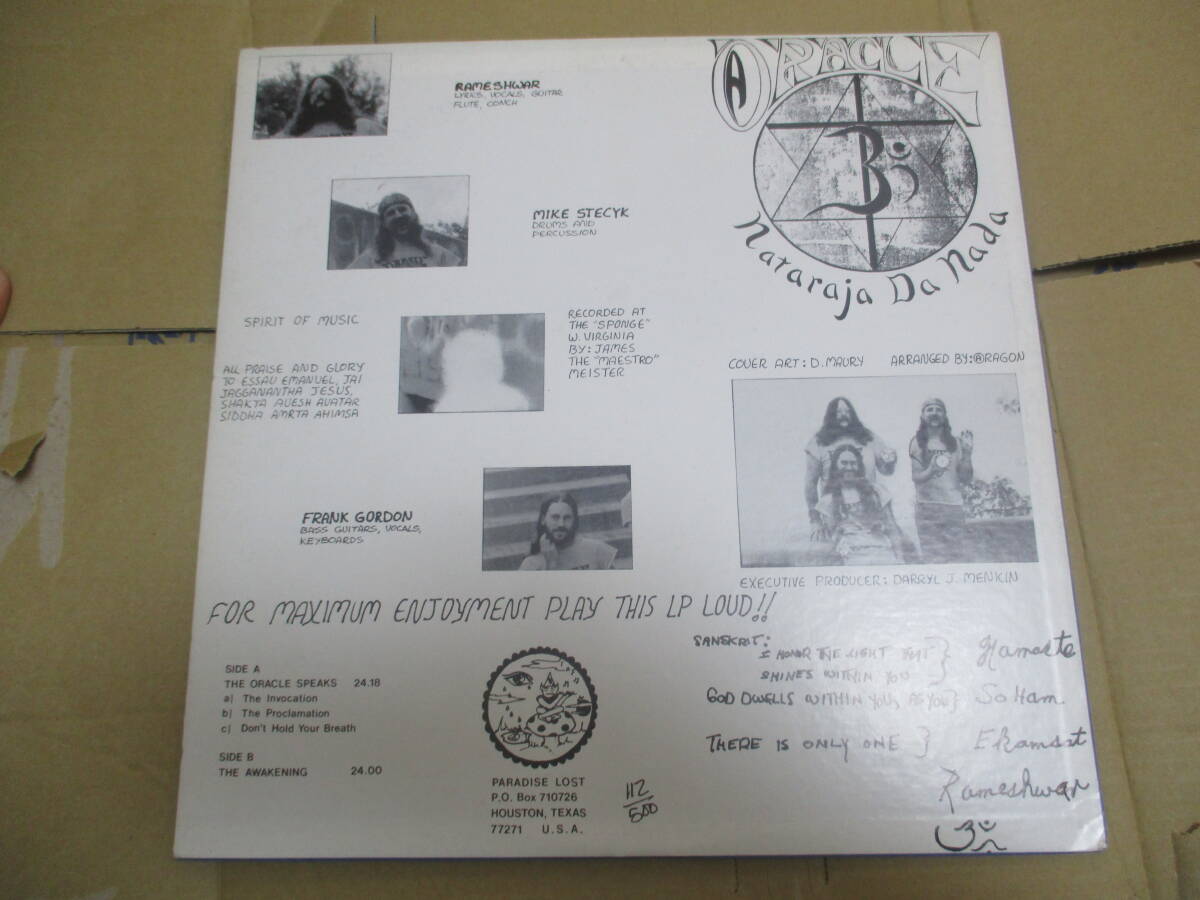 ORACLE
Nataraja Da Nada
RAMESHWAR
LYRICS, VOCALS, GUITAR
FLUTE, CONCH
MIKE STECYK
DRUMS AND
PERCUSSION
SPIRIT OF MUSIC
ALL PRAISE AND GLORY
TO ESSAU EMANUEL, JAI
JAGGANANTHA JESUS,
SHAKTA AVESH AVATAR
SIDDHA AMRTA AHIMSA
RECORDED AT
THE "SPONGE"
W. VIRGINIA
BY: JAMES
THE "MAESTRO"
MEISTER
COVER ART: D. MAURY ARRANGED BY: ®RAGON
FRANK GORDON
BASS GUITARS, VOCALS,
KEYBOARDS
EXECUTIVE PRODUCER: DARRYL J. MENKIN
FOR MAXIMUM ENJOYMENT PLAY THIS LP LOUD!!
SIDE A
THE ORACLE SPEAKS 24.18
a) The Invocation
b) The Proclamation
c) Don't Hold Your Breath
SIDE B
THE AWAKENING 24.00
PARADISE LOST
P.O. Box 710726
HOUSTON, TEXAS
77271 U.S.A.
112
500
SANSKRIT:
I HONOR THE LIGHT THAT } Namaste
SHINES WITHIN YOU }
GOD DWELLS WITHIN YOU, AS YOU } So Ham
THERE IS ONLY ONE } Ekamsat
Rameshwar
ॐ